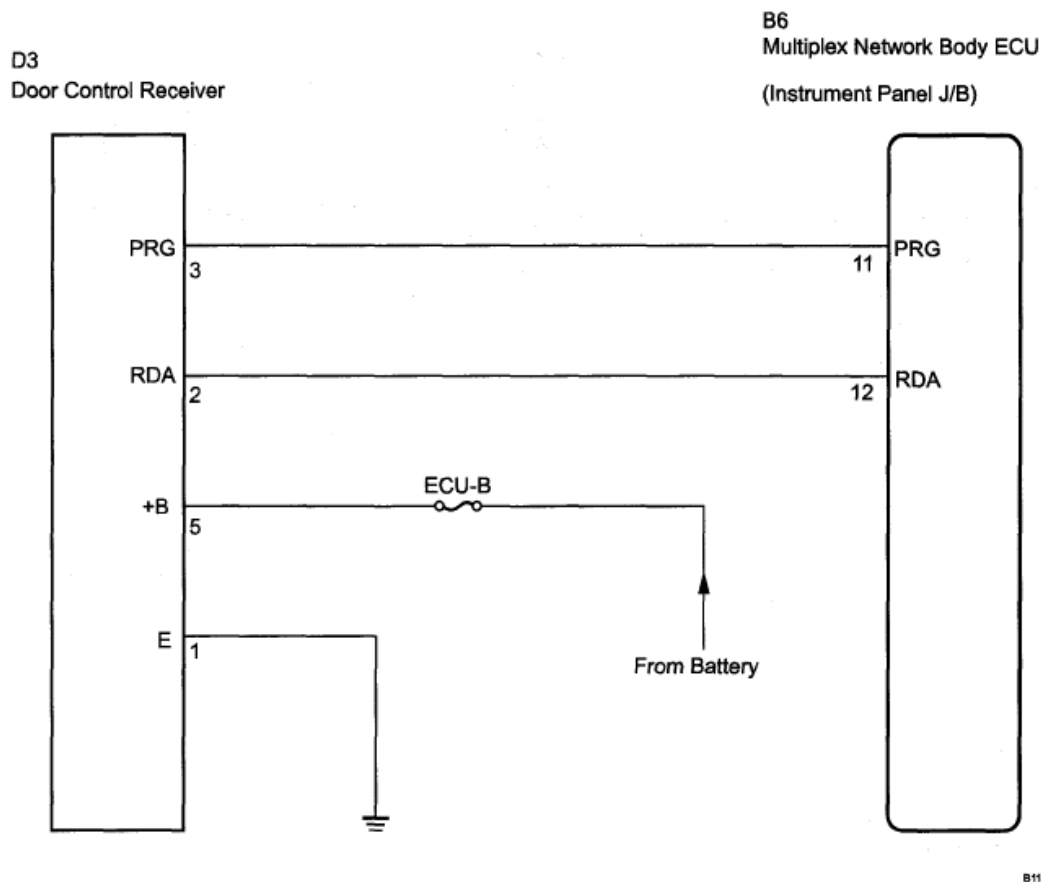 B6
Multiplex Network Body ECU
(Instrument Panel J/B)
D3
Door Control Receiver
PRG
3
11
PRG
RDA
2
12
RDA
ECU-B
+B
5
E
1
From Battery
B11